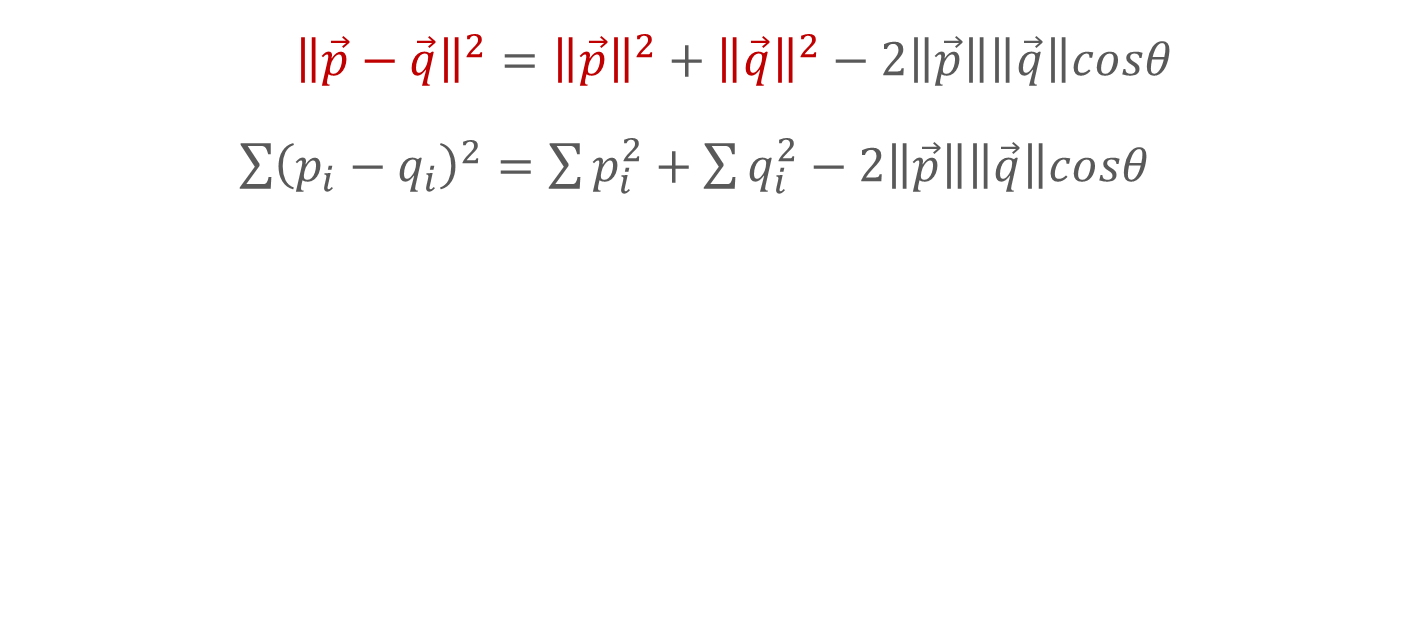 ‖p⃗ − q⃗‖² = ‖p⃗‖² + ‖q⃗‖² − 2‖p⃗‖‖q⃗‖cosθ
∑(pᵢ − qᵢ)² = ∑ pᵢ² + ∑ qᵢ² − 2‖p⃗‖‖q⃗‖cosθ